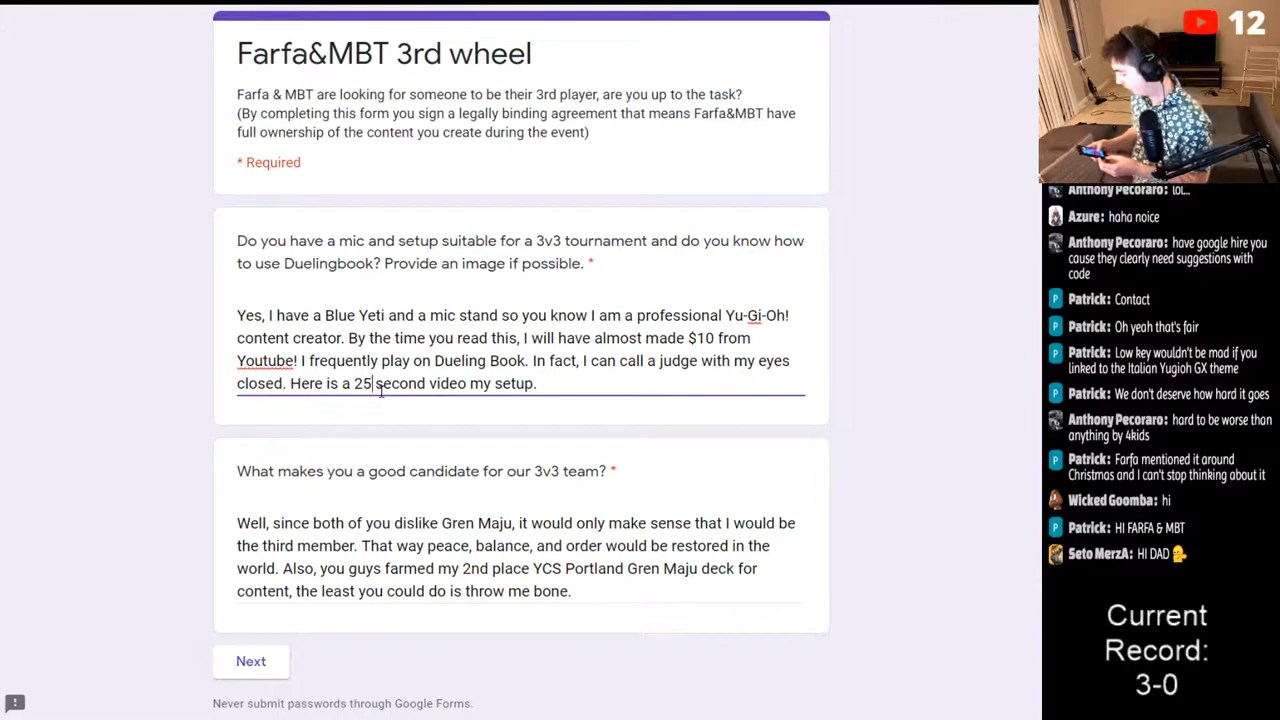 Farfa&MBT 3rd wheel
Farfa & MBT are looking for someone to be their 3rd player, are you up to the task?
(By completing this form you sign a legally binding agreement that means Farfa&MBT have
full ownership of the content you create during the event)
* Required
Do you have a mic and setup suitable for a 3v3 tournament and do you know how
to use Duelingbook? Provide an image if possible. *
Yes, I have a Blue Yeti and a mic stand so you know I am a professional Yu-Gi-Oh!
content creator. By the time you read this, I will have almost made $10 from
Youtube! I frequently play on Dueling Book. In fact, I can call a judge with my eyes
closed. Here is a 25 second video my setup.
What makes you a good candidate for our 3v3 team? *
Well, since both of you dislike Gren Maju, it would only make sense that I would be
the third member. That way peace, balance, and order would be restored in the
world. Also, you guys farmed my 2nd place YCS Portland Gren Maju deck for
content, the least you could do is throw me bone.
Next
Never submit passwords through Google Forms.
12
Anthony Pecoraro: lol...
Azure: haha noice
Anthony Pecoraro: have google hire you
cause they clearly need suggestions with
code
P Patrick: Contact
P Patrick: Oh yeah that's fair
P Patrick: Low key wouldn't be mad if you
linked to the Italian Yugioh GX theme
P Patrick: We don't deserve how hard it goes
Anthony Pecoraro: hard to be worse than
anything by 4kids
P Patrick: Farfa mentioned it around
Christmas and I can't stop thinking about it
Wicked Goomba: hi
P Patrick: HI FARFA & MBT
Seto MerzA: HI DAD
Current
Record:
3-0